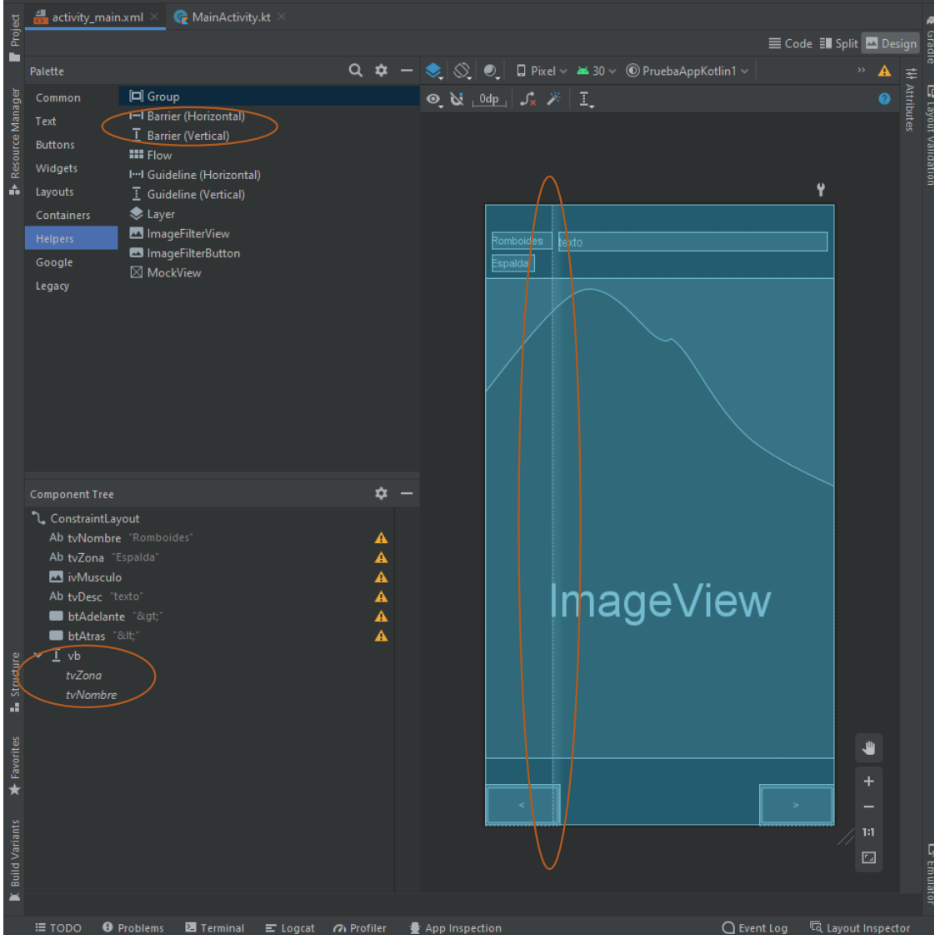 activity_main.xml
MainActivity.kt
Code Split Design
Project
Resource Manager
Structure
Favorites
Build Variants
Palette
Common
Text
Buttons
Widgets
Layouts
Containers
Helpers
Google
Legacy
Group
Barrier (Horizontal)
Barrier (Vertical)
Flow
Guideline (Horizontal)
Guideline (Vertical)
Layer
ImageFilterView
ImageFilterButton
MockView
Pixel 30 PruebaAppKotlin1 »
0dp
Romboides texto
Espalda
ImageView
< >
1:1
Component Tree
ConstraintLayout
Ab tvNombre "Romboides"
Ab tvZona "Espalda"
ivMusculo
Ab tvDesc "texto"
btAdelante "&gt;"
btAtras "&lt;"
vb
tvZona
tvNombre
Gradle
Layout Validation
Attributes
Emulator
TODO Problems Terminal Logcat Profiler App Inspection Event Log Layout Inspector